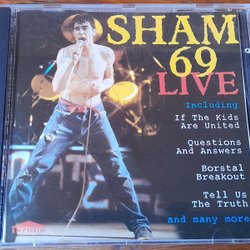 SHAM
69
LIVE
Including
If The Kids
Are United
Questions
And Answers
Borstal
Breakout
Tell Us
The Truth
and many more
EMPORIO